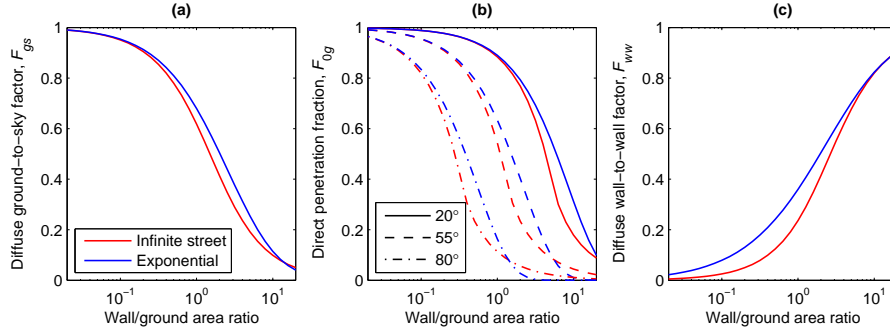 (a)
Diffuse ground-to-sky factor, F_gs
1
0.8
0.6
0.4
0.2
0
Infinite street
Exponential
10^−1
10^0
10^1
Wall/ground area ratio
(b)
Direct penetration fraction, F_0g
1
0.8
0.6
0.4
0.2
0
20°
55°
80°
10^−1
10^0
10^1
Wall/ground area ratio
(c)
Diffuse wall-to-wall factor, F_ww
1
0.8
0.6
0.4
0.2
0
10^−1
10^0
10^1
Wall/ground area ratio